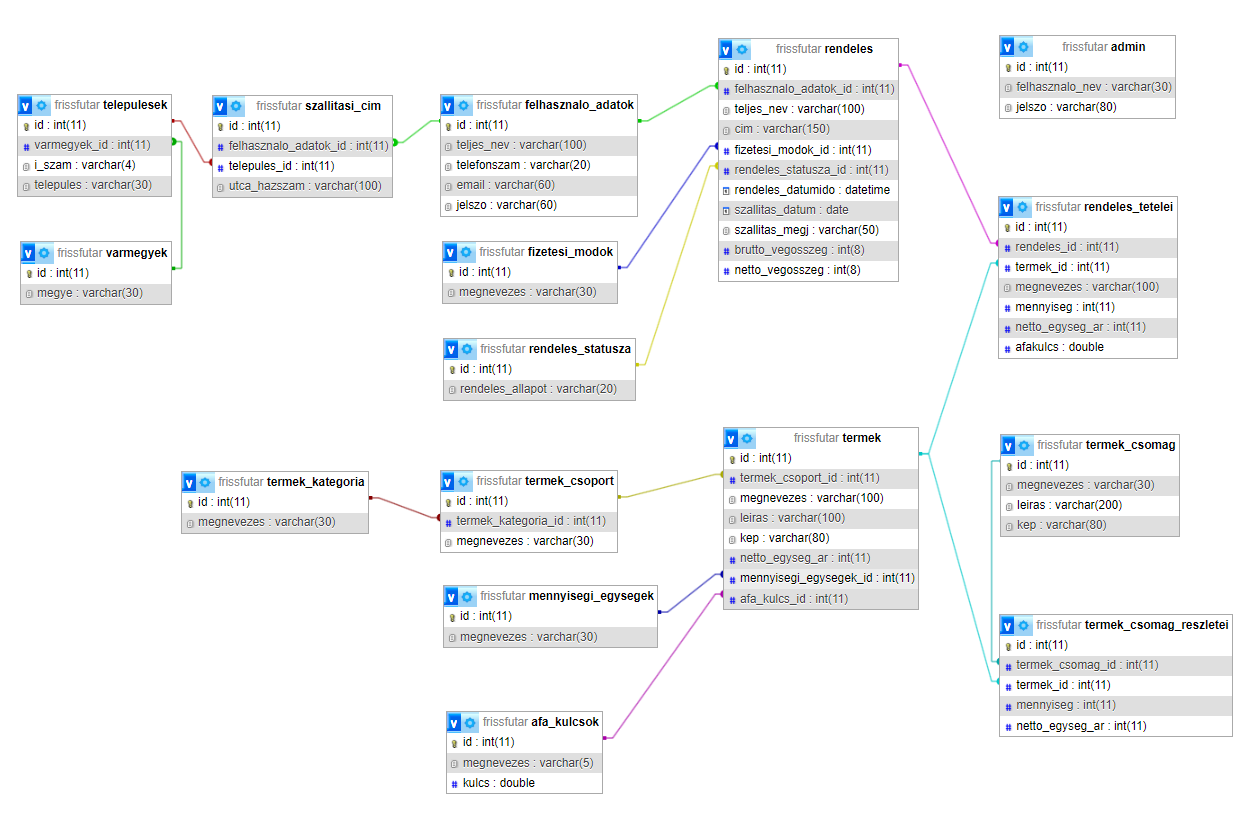 frissfutar telepulesek
id : int(11)
varmegyek_id : int(11)
i_szam : varchar(4)
telepules : varchar(30)
frissfutar varmegyek
id : int(11)
megye : varchar(30)
frissfutar szallitasi_cim
id : int(11)
felhasznalo_adatok_id : int(11)
telepules_id : int(11)
utca_hazszam : varchar(100)
frissfutar felhasznalo_adatok
id : int(11)
teljes_nev : varchar(100)
telefonszam : varchar(20)
email : varchar(60)
jelszo : varchar(60)
frissfutar fizetesi_modok
id : int(11)
megnevezes : varchar(30)
frissfutar rendeles_statusza
id : int(11)
rendeles_allapot : varchar(20)
frissfutar rendeles
id : int(11)
felhasznalo_adatok_id : int(11)
teljes_nev : varchar(100)
cim : varchar(150)
fizetesi_modok_id : int(11)
rendeles_statusza_id : int(11)
rendeles_datumido : datetime
szallitas_datum : date
szallitas_megj : varchar(50)
brutto_vegosszeg : int(8)
netto_vegosszeg : int(8)
frissfutar admin
id : int(11)
felhasznalo_nev : varchar(30)
jelszo : varchar(80)
frissfutar rendeles_tetelei
id : int(11)
rendeles_id : int(11)
termek_id : int(11)
megnevezes : varchar(100)
mennyiseg : int(11)
netto_egyseg_ar : int(11)
afakulcs : double
frissfutar termek_kategoria
id : int(11)
megnevezes : varchar(30)
frissfutar termek_csoport
id : int(11)
termek_kategoria_id : int(11)
megnevezes : varchar(30)
frissfutar mennyisegi_egysegek
id : int(11)
megnevezes : varchar(30)
frissfutar afa_kulcsok
id : int(11)
megnevezes : varchar(5)
kulcs : double
frissfutar termek
id : int(11)
termek_csoport_id : int(11)
megnevezes : varchar(100)
leiras : varchar(100)
kep : varchar(80)
netto_egyseg_ar : int(11)
mennyisegi_egysegek_id : int(11)
afa_kulcs_id : int(11)
frissfutar termek_csomag
id : int(11)
megnevezes : varchar(30)
leiras : varchar(200)
kep : varchar(80)
frissfutar termek_csomag_reszletei
id : int(11)
termek_csomag_id : int(11)
termek_id : int(11)
mennyiseg : int(11)
netto_egyseg_ar : int(11)